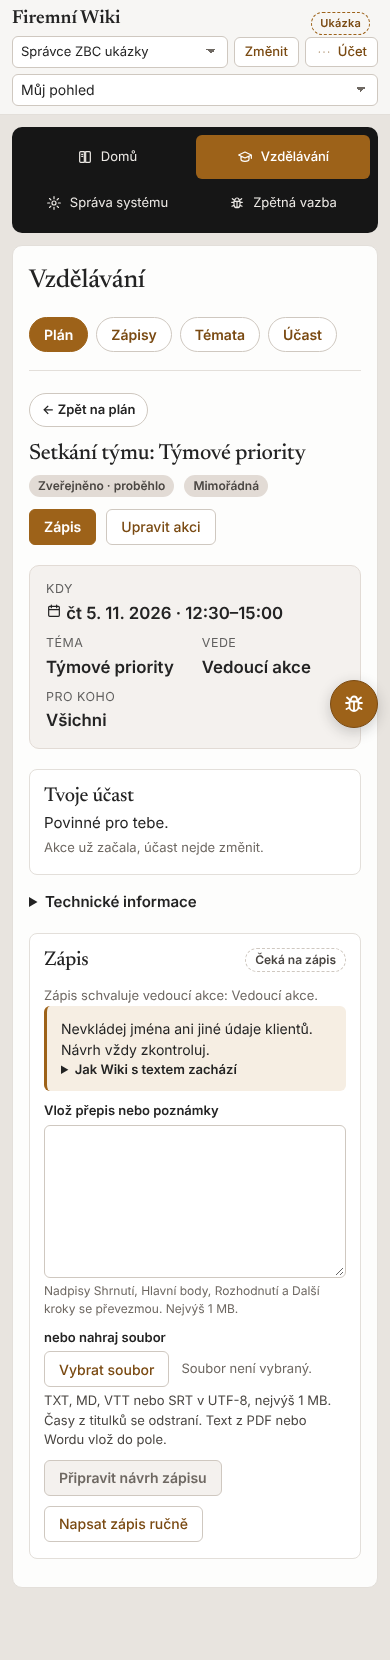 Firemní Wiki
Ukázka
Správce ZBC ukázky
Změnit
··· Účet
Můj pohled
Domů
Vzdělávání
Správa systému
Zpětná vazba
Vzdělávání
Plán
Zápisy
Témata
Účast
← Zpět na plán
Setkání týmu: Týmové priority
Zveřejněno · proběhlo
Mimořádná
Zápis
Upravit akci
KDY
čt 5. 11. 2026 · 12:30–15:00
TÉMA
VEDE
Týmové priority
Vedoucí akce
PRO KOHO
Všichni
Tvoje účast
Povinné pro tebe.
Akce už začala, účast nejde změnit.
Technické informace
Zápis
Čeká na zápis
Zápis schvaluje vedoucí akce: Vedoucí akce.
Nevkládej jména ani jiné údaje klientů.
Návrh vždy zkontroluj.
Jak Wiki s textem zachází
Vlož přepis nebo poznámky
Nadpisy Shrnutí, Hlavní body, Rozhodnutí a Další
kroky se převezmou. Nejvýš 1 MB.
nebo nahraj soubor
Vybrat soubor
Soubor není vybraný.
TXT, MD, VTT nebo SRT v UTF-8, nejvýš 1 MB.
Časy z titulků se odstraní. Text z PDF nebo
Wordu vlož do pole.
Připravit návrh zápisu
Napsat zápis ručně